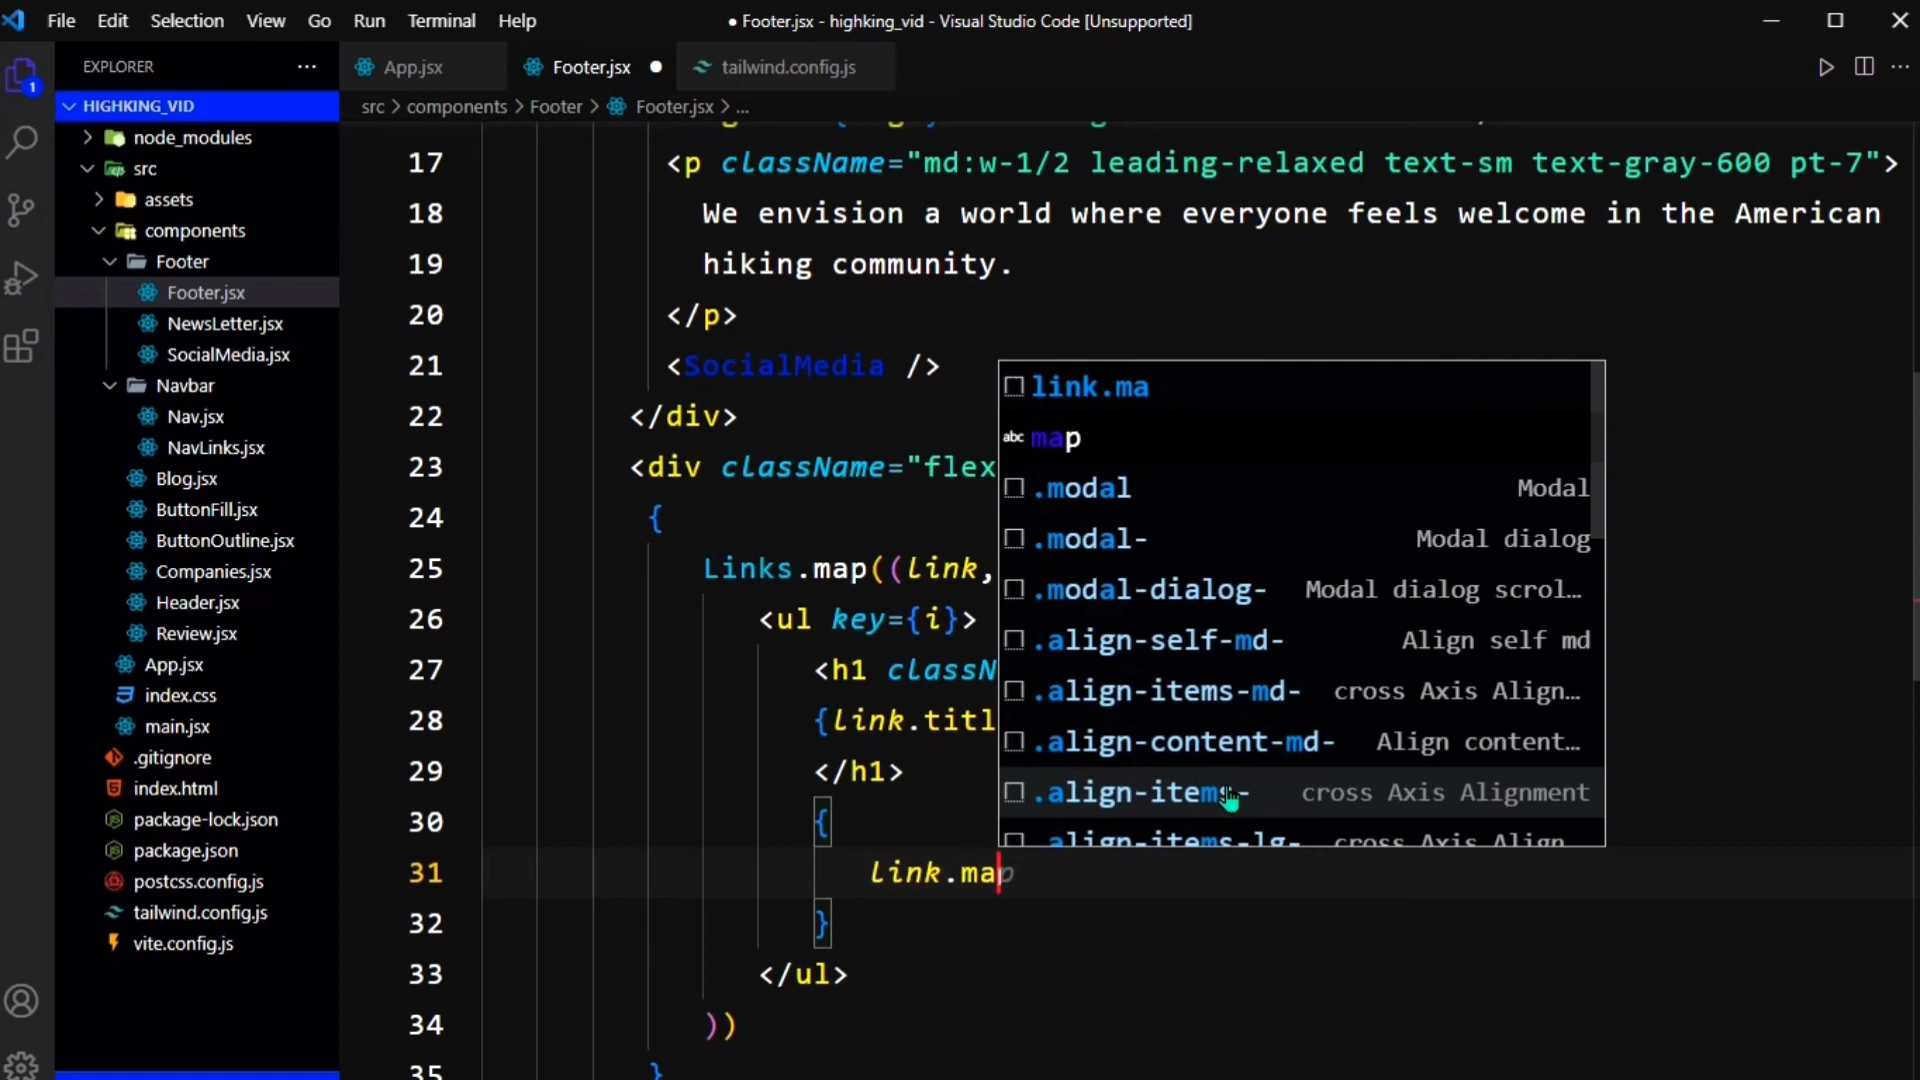 File Edit Selection View Go Run Terminal Help
● Footer.jsx - highking_vid - Visual Studio Code [Unsupported]
EXPLORER
HIGHKING_VID
node_modules
src
assets
components
Footer
Footer.jsx
NewsLetter.jsx
SocialMedia.jsx
Navbar
Nav.jsx
NavLinks.jsx
Blog.jsx
ButtonFill.jsx
ButtonOutline.jsx
Companies.jsx
Header.jsx
Review.jsx
App.jsx
index.css
main.jsx
.gitignore
index.html
package-lock.json
package.json
postcss.config.js
tailwind.config.js
vite.config.js
1
App.jsx Footer.jsx ● tailwind.config.js
src > components > Footer > Footer.jsx > ...
17 <p className="md:w-1/2 leading-relaxed text-sm text-gray-600 pt-7">
18 We envision a world where everyone feels welcome in the American
19 hiking community.
20 </p>
21 <SocialMedia />
22 </div>
23 <div className="flex
24 {
25 Links.map((link,
26 <ul key={i}>
27 <h1 classN
28 {link.titl
29 </h1>
30 {
31 link.map
32 }
33 </ul>
34 ))
35 }
link.ma
abc map
.modal Modal
.modal- Modal dialog
.modal-dialog- Modal dialog scrol…
.align-self-md- Align self md
.align-items-md- cross Axis Align…
.align-content-md- Align content…
.align-items- cross Axis Alignment
.align-items-lg- cross Axis Align